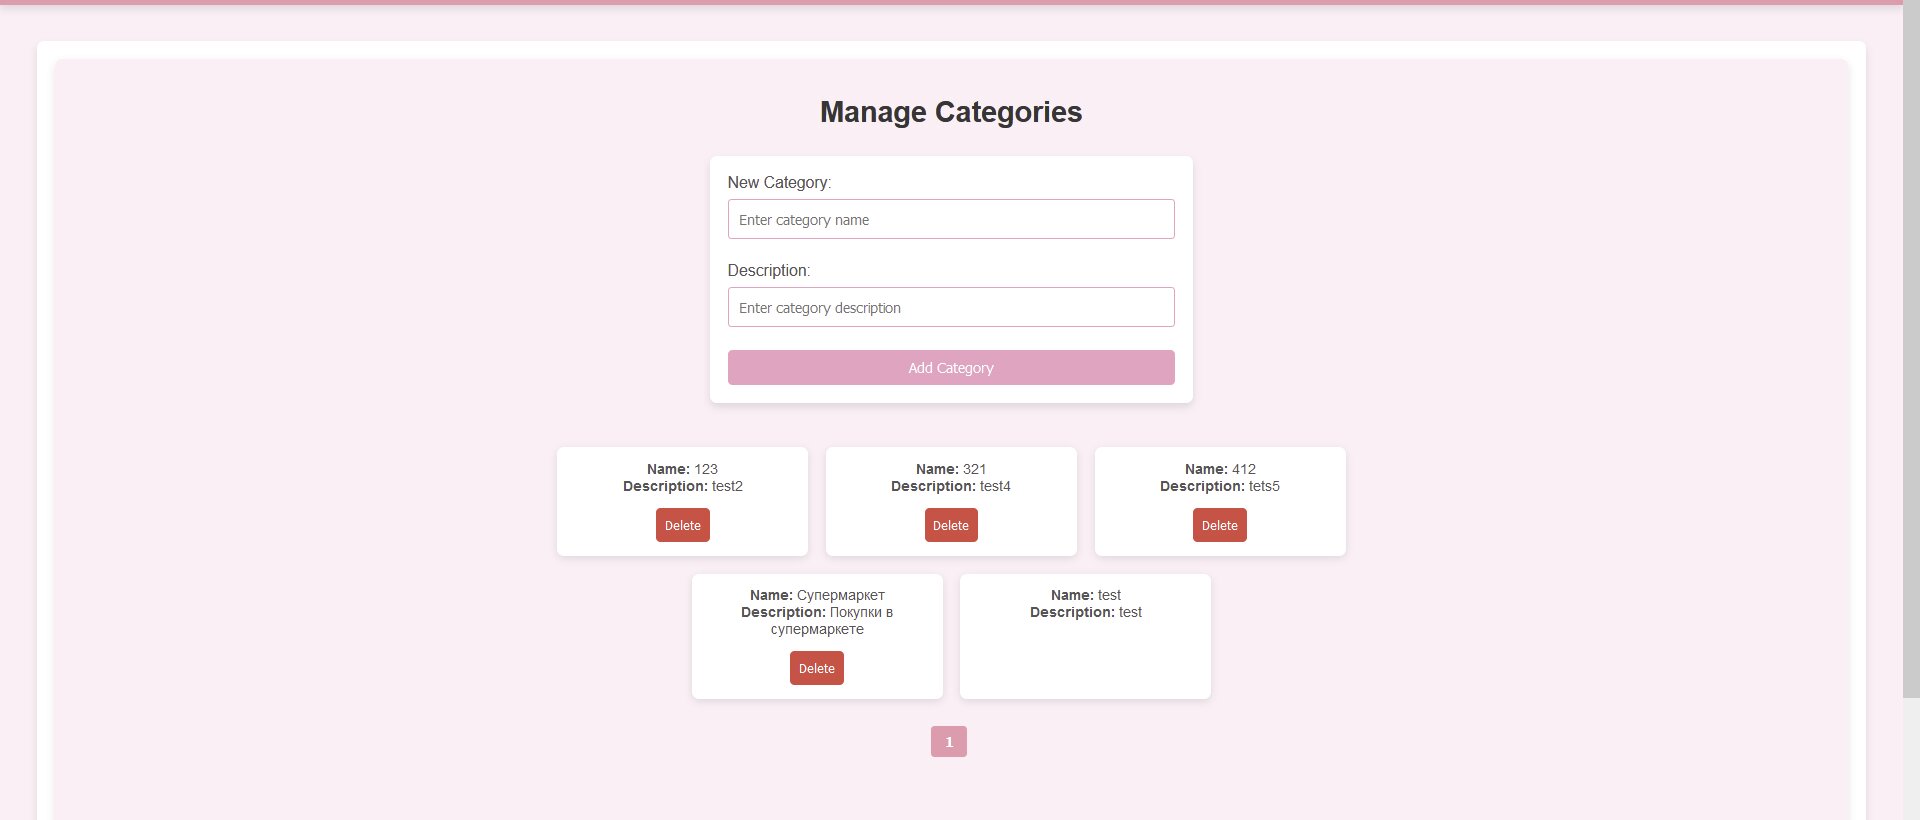 Manage Categories
New Category:
Enter category name
Description:
Enter category description
Add Category
Name: 123
Description: test2
Delete
Name: 321
Description: test4
Delete
Name: 412
Description: tets5
Delete
Name: Супермаркет
Description: Покупки в
супермаркете
Delete
Name: test
Description: test
1